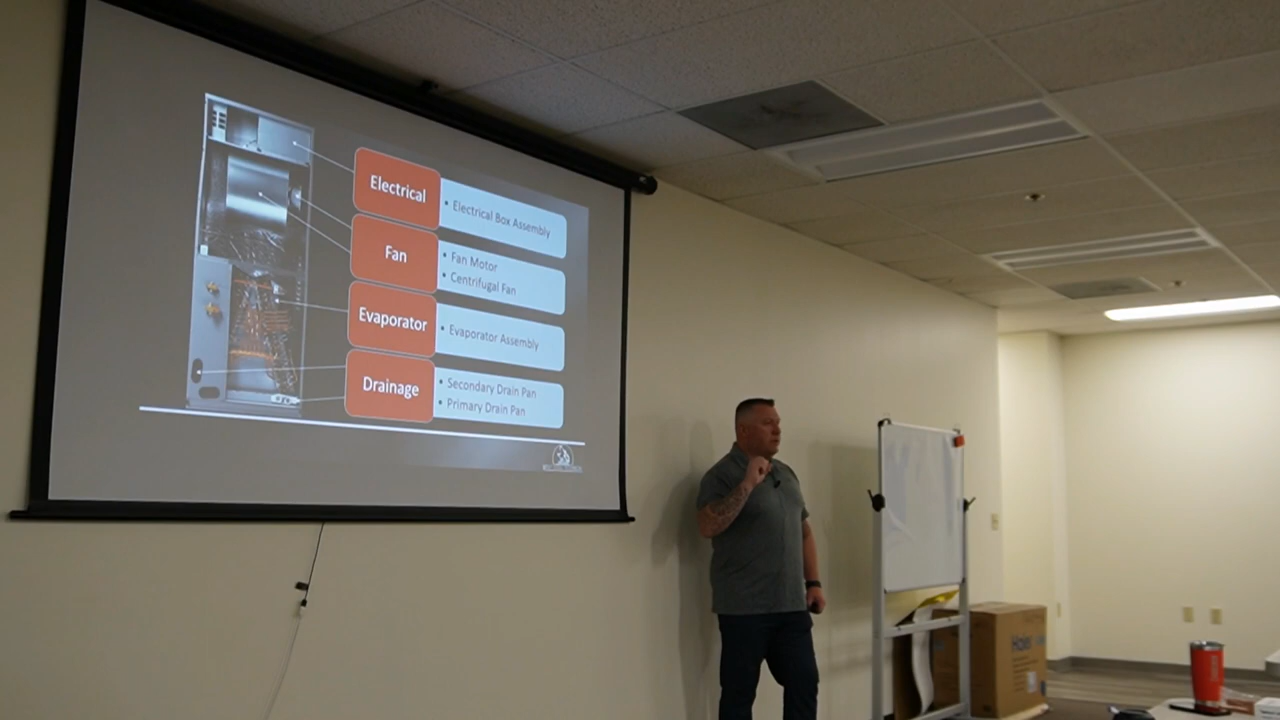 Electrical
• Electrical Box Assembly
Fan
• Fan Motor
• Centrifugal Fan
Evaporator
• Evaporator Assembly
Drainage
• Secondary Drain Pan
• Primary Drain Pan
Haier